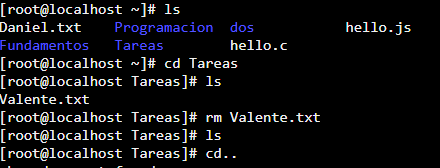 [root@localhost ~]# ls
Daniel.txt Programacion dos hello.js
Fundamentos Tareas hello.c
[root@localhost ~]# cd Tareas
[root@localhost Tareas]# ls
Valente.txt
[root@localhost Tareas]# rm Valente.txt
[root@localhost Tareas]# ls
[root@localhost Tareas]# cd..